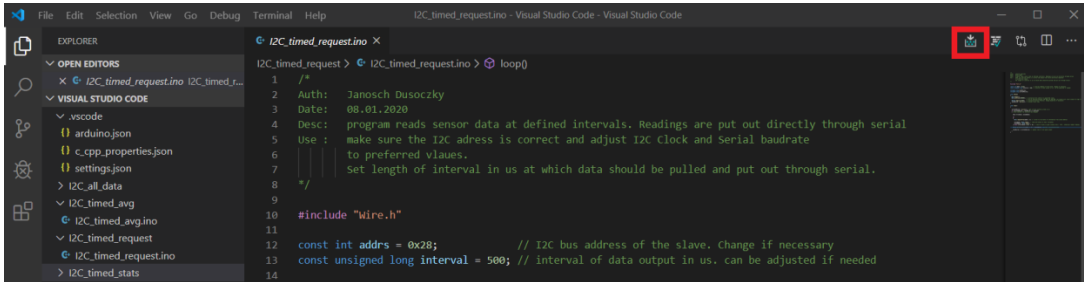 File Edit Selection View Go Debug Terminal Help I2C_timed_request.ino - Visual Studio Code - Visual Studio Code
EXPLORER
OPEN EDITORS
I2C_timed_request.ino I2C_timed_r...
VISUAL STUDIO CODE
.vscode
{} arduino.json
{} c_cpp_properties.json
{} settings.json
I2C_all_data
I2C_timed_avg
I2C_timed_avg.ino
I2C_timed_request
I2C_timed_request.ino
I2C_timed_stats
I2C_timed_request.ino
I2C_timed_request > I2C_timed_request.ino > loop()
1 /*
2 Auth: Janosch Dusoczky
3 Date: 08.01.2020
4 Desc: program reads sensor data at defined intervals. Readings are put out directly through serial
5 Use : make sure the I2C adress is correct and adjust I2C Clock and Serial baudrate
6 to preferred vlaues.
7 Set length of interval in us at which data should be pulled and put out through serial.
8 */
9
10 #include "Wire.h"
11
12 const int addrs = 0x28; // I2C bus address of the slave. Change if necessary
13 const unsigned long interval = 500; // interval of data output in us. can be adjusted if needed
14